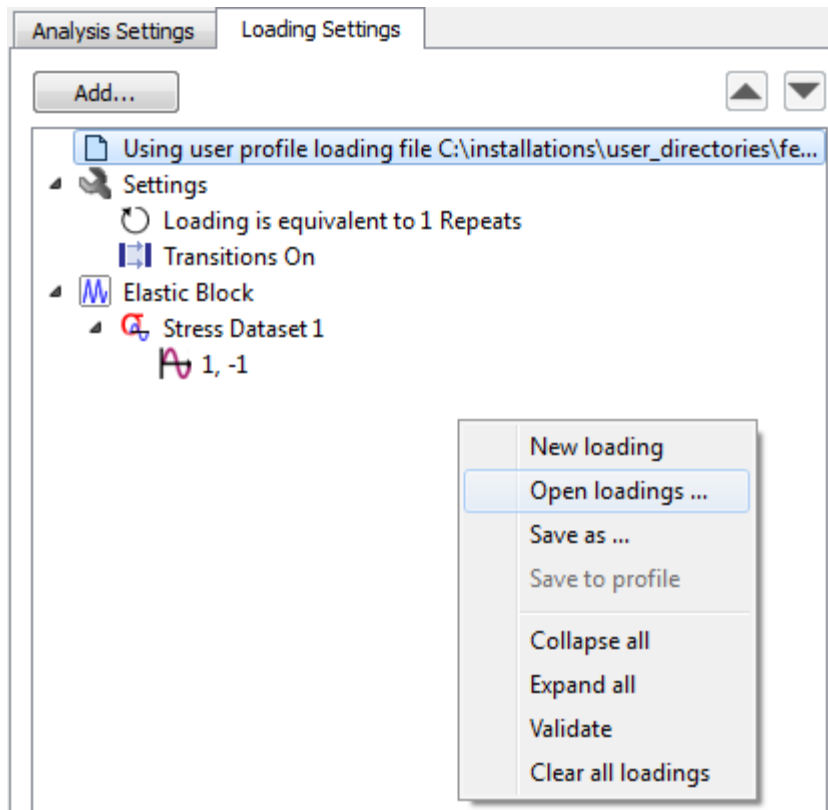 Analysis Settings
Loading Settings
Add...
Using user profile loading file C:\installations\user_directories\fe...
Settings
Loading is equivalent to 1 Repeats
Transitions On
Elastic Block
Stress Dataset 1
1, -1
New loading
Open loadings ...
Save as ...
Save to profile
Collapse all
Expand all
Validate
Clear all loadings